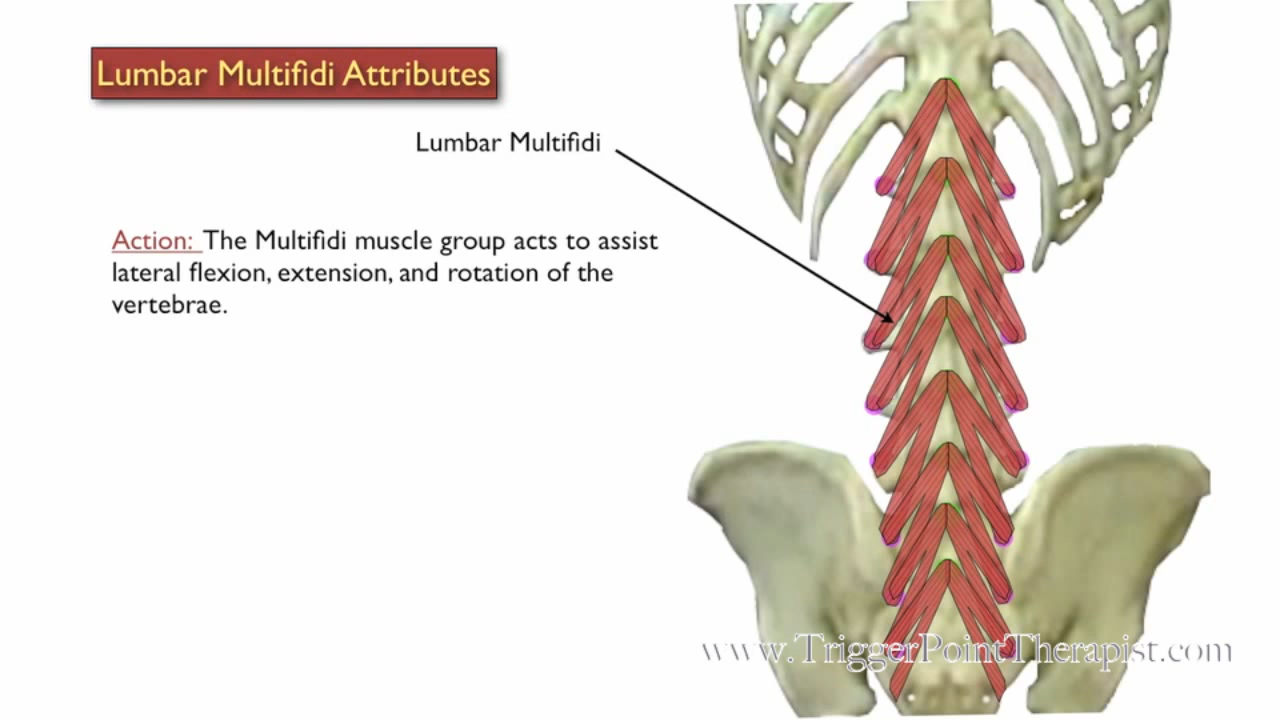 Lumbar Multifidi Attributes
Lumbar Multifidi
Action: The Multifidi muscle group acts to assist
lateral flexion, extension, and rotation of the
vertebrae.
www.TriggerPointTherapist.com